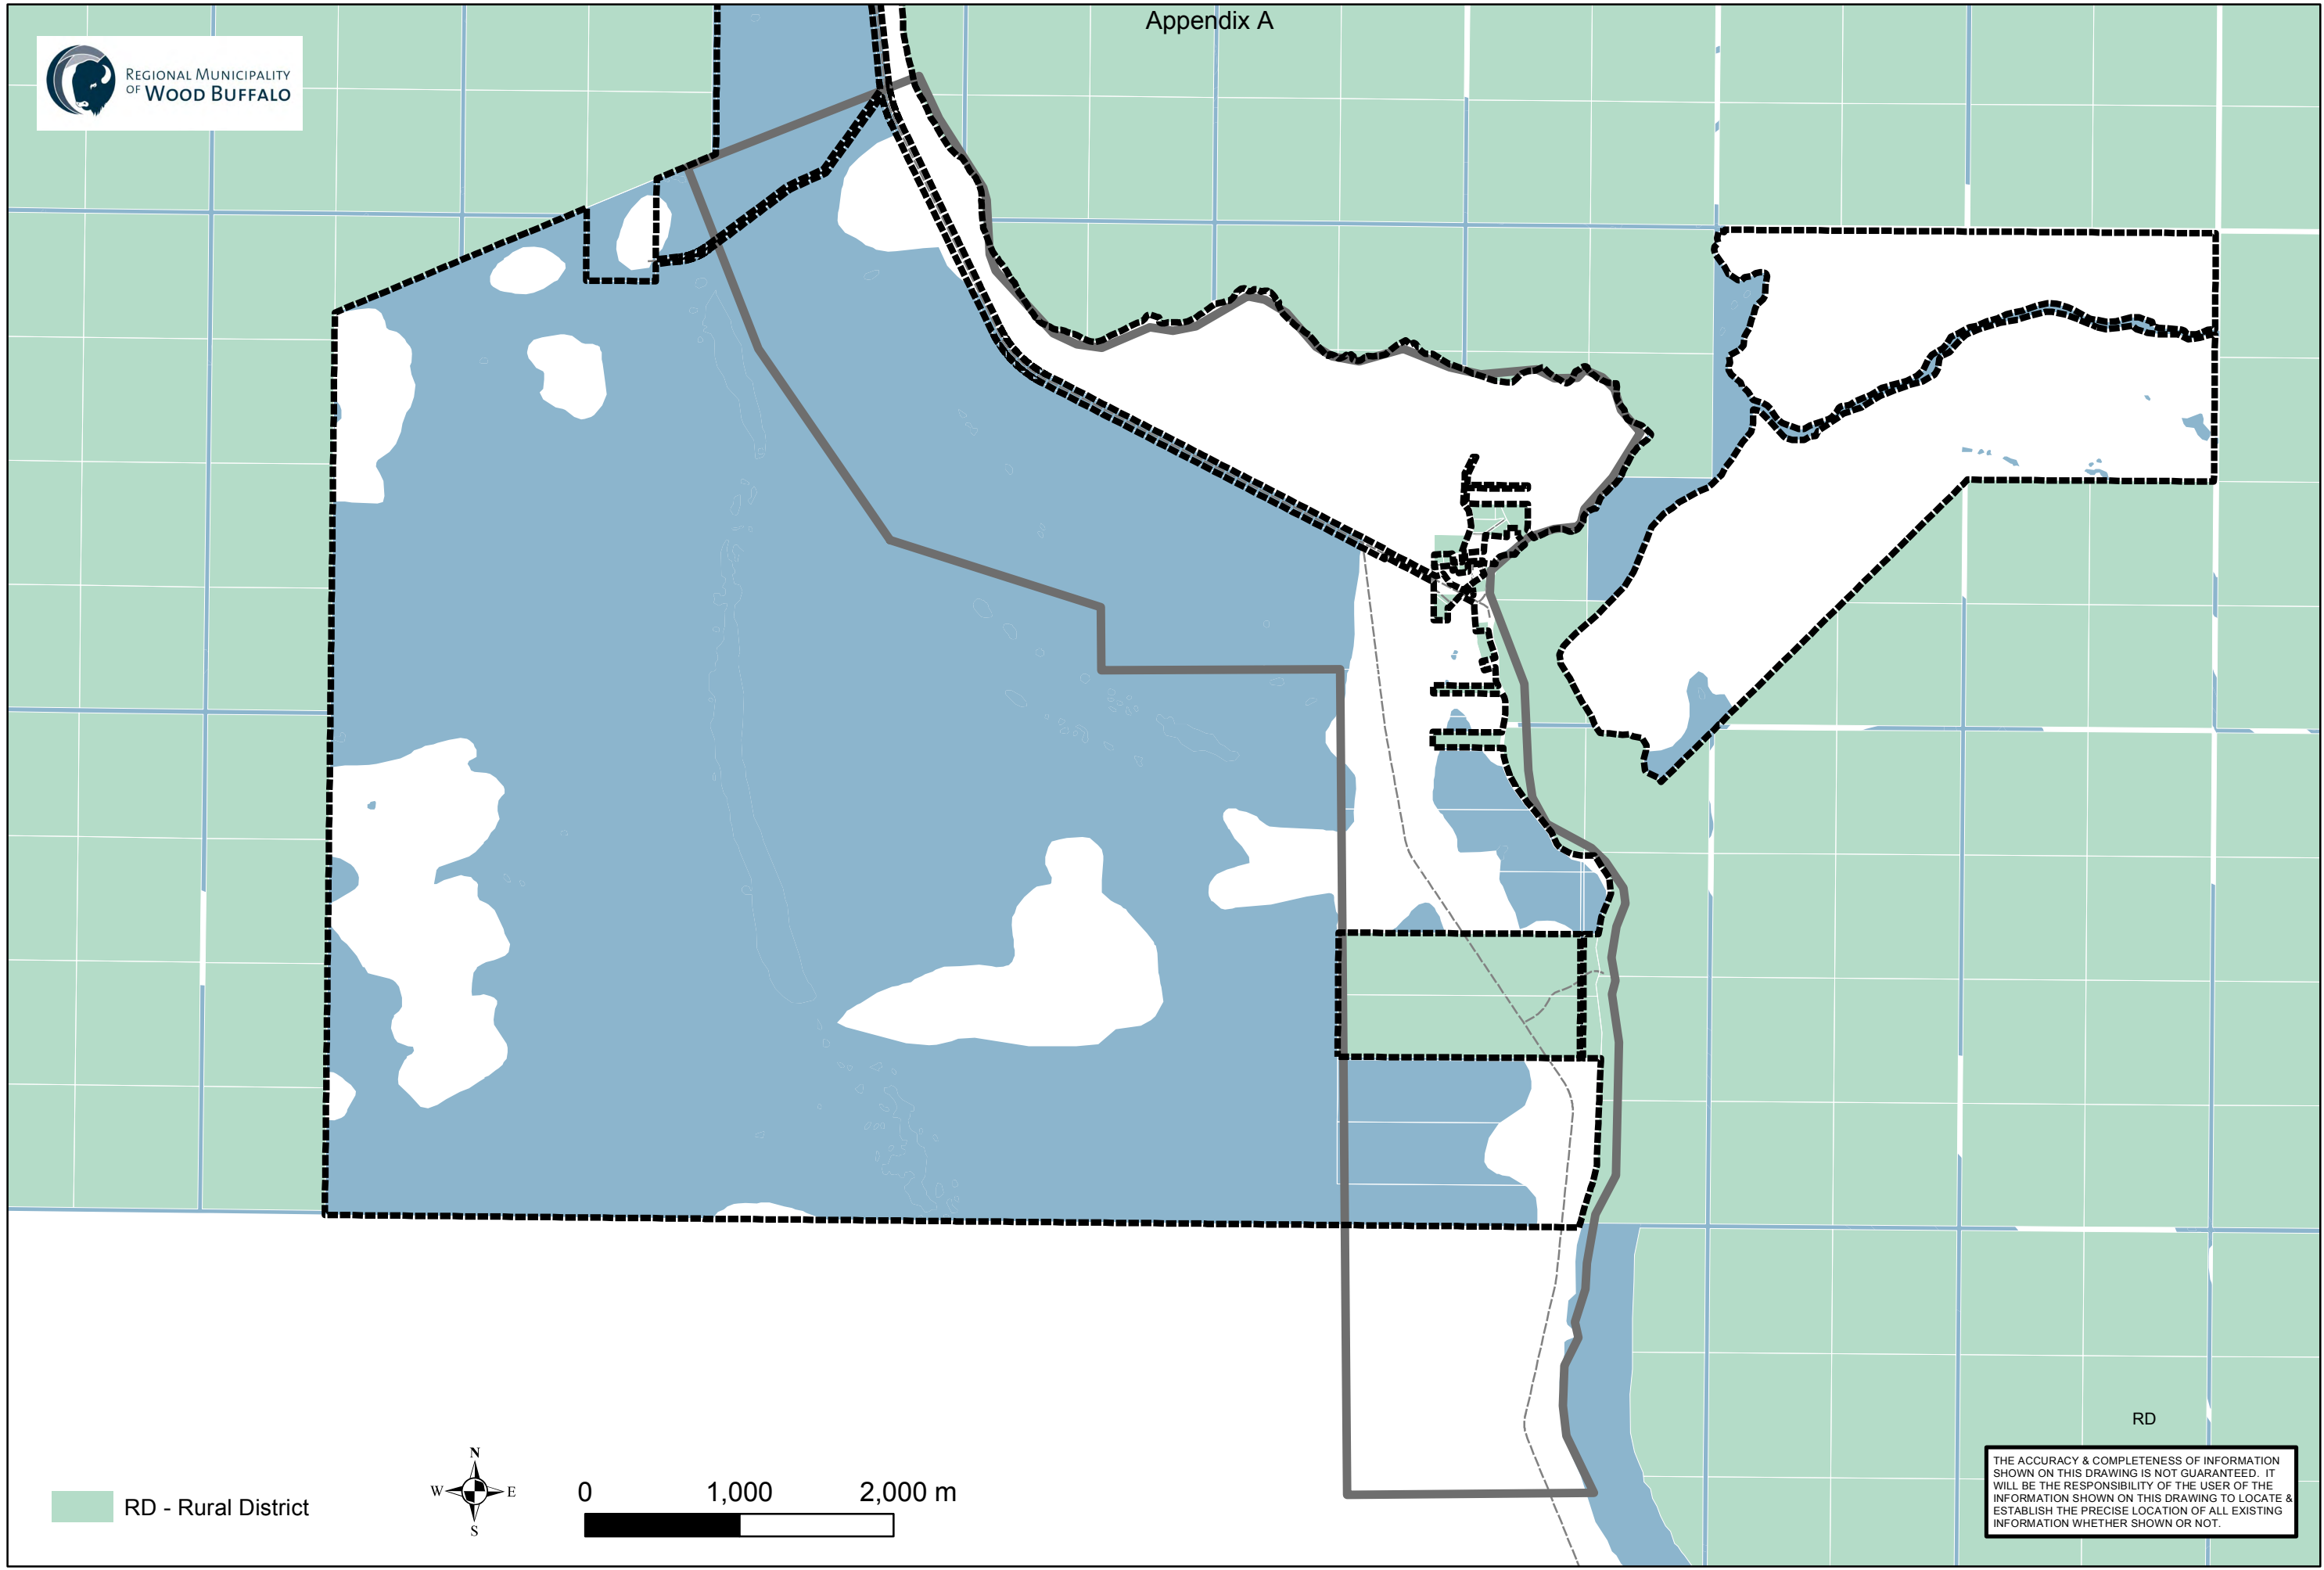 Appendix A
REGIONAL MUNICIPALITY
OF WOOD BUFFALO
RD
RD - Rural District
N
W E
S
0 1,000 2,000 m
THE ACCURACY & COMPLETENESS OF INFORMATION
SHOWN ON THIS DRAWING IS NOT GUARANTEED. IT
WILL BE THE RESPONSIBILITY OF THE USER OF THE
INFORMATION SHOWN ON THIS DRAWING TO LOCATE &
ESTABLISH THE PRECISE LOCATION OF ALL EXISTING
INFORMATION WHETHER SHOWN OR NOT.